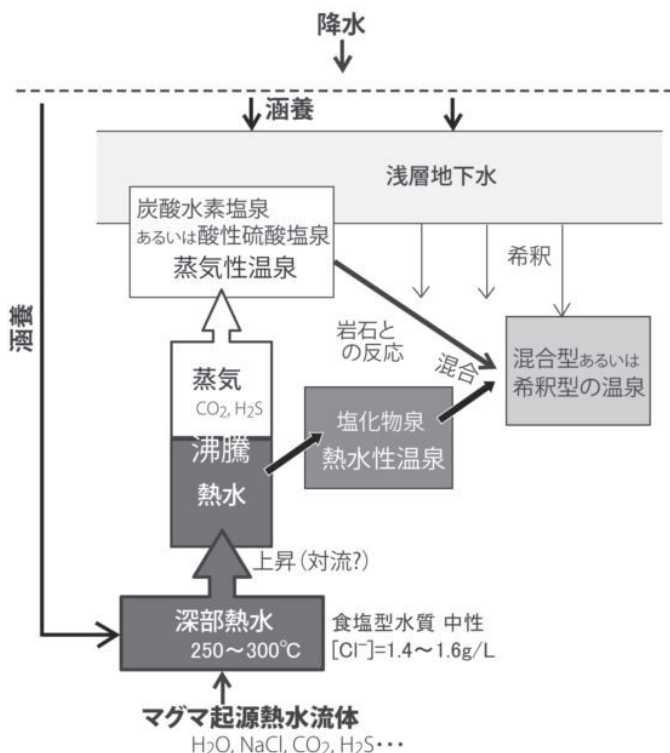 降水
涵養
浅層地下水
炭酸水素塩泉
あるいは酸性硫酸塩泉
蒸気性温泉
希釈
涵養
岩石と
の反応
混合
混合型あるいは
希釈型の温泉
蒸気
CO₂, H₂S
沸騰
熱水
塩化物泉
熱水性温泉
上昇(対流?)
深部熱水
250〜300℃
食塩型水質 中性
[Cl⁻]=1.4〜1.6g/L
マグマ起源熱水流体
H₂O, NaCl, CO₂, H₂S・・・